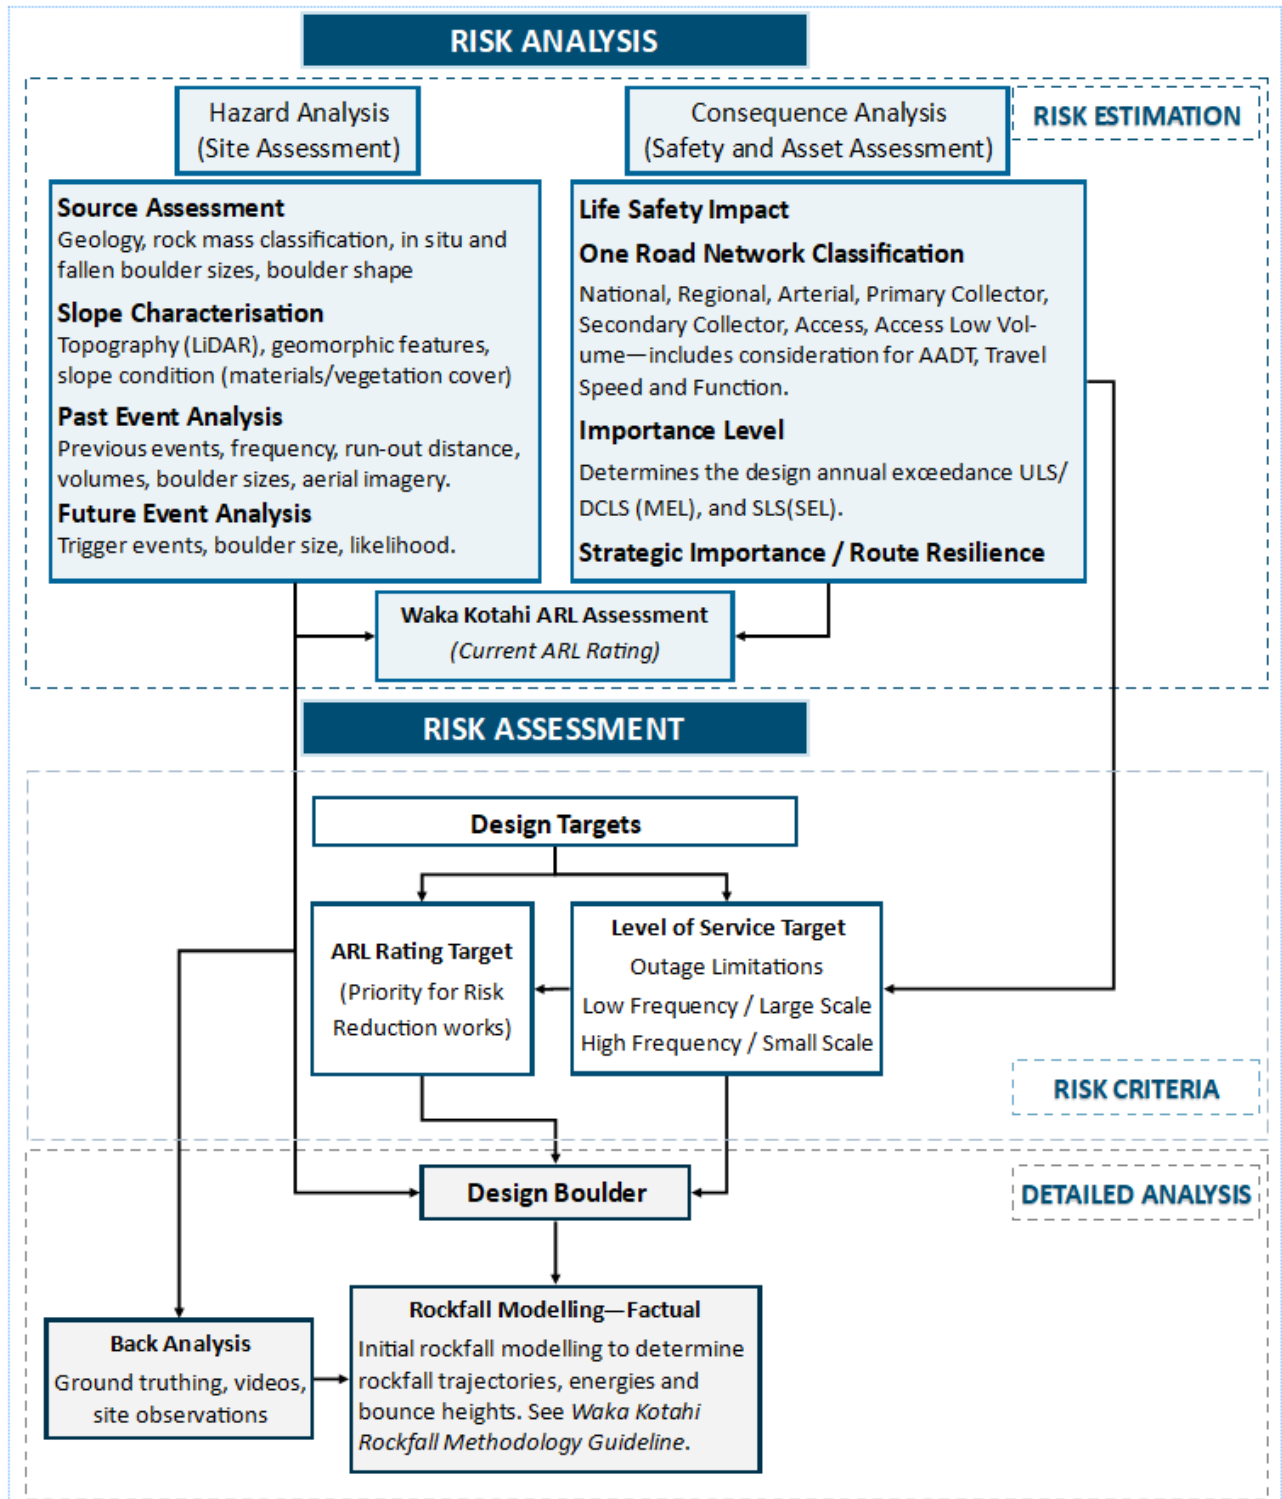 RISK ANALYSIS
Hazard Analysis
(Site Assessment)
Consequence Analysis
(Safety and Asset Assessment)
RISK ESTIMATION
Source Assessment
Geology, rock mass classification, in situ and
fallen boulder sizes, boulder shape
Slope Characterisation
Topography (LiDAR), geomorphic features,
slope condition (materials/vegetation cover)
Past Event Analysis
Previous events, frequency, run-out distance,
volumes, boulder sizes, aerial imagery.
Future Event Analysis
Trigger events, boulder size, likelihood.
Life Safety Impact
One Road Network Classification
National, Regional, Arterial, Primary Collector,
Secondary Collector, Access, Access Low Vol-
ume—includes consideration for AADT, Travel
Speed and Function.
Importance Level
Determines the design annual exceedance ULS/
DCLS (MEL), and SLS(SEL).
Strategic Importance / Route Resilience
Waka Kotahi ARL Assessment
(Current ARL Rating)
RISK ASSESSMENT
Design Targets
ARL Rating Target
(Priority for Risk
Reduction works)
Level of Service Target
Outage Limitations
Low Frequency / Large Scale
High Frequency / Small Scale
RISK CRITERIA
Design Boulder
DETAILED ANALYSIS
Back Analysis
Ground truthing, videos,
site observations
Rockfall Modelling—Factual
Initial rockfall modelling to determine
rockfall trajectories, energies and
bounce heights. See Waka Kotahi
Rockfall Methodology Guideline.